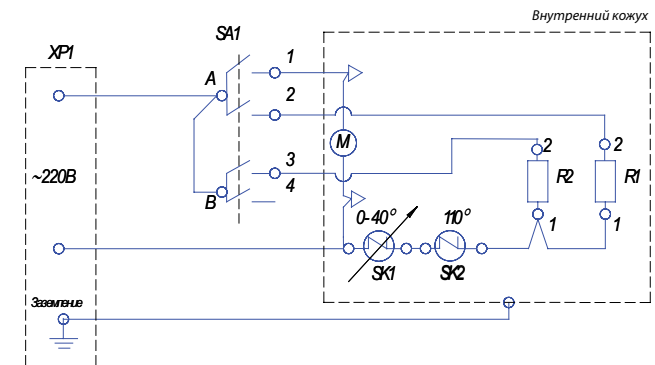 Внутренний кожух
SA1
XP1
1
A
2
M
3
2
2
~220В
4
R2
R1
B
0-40°
110°
1
1
SK1
SK2
Заземление